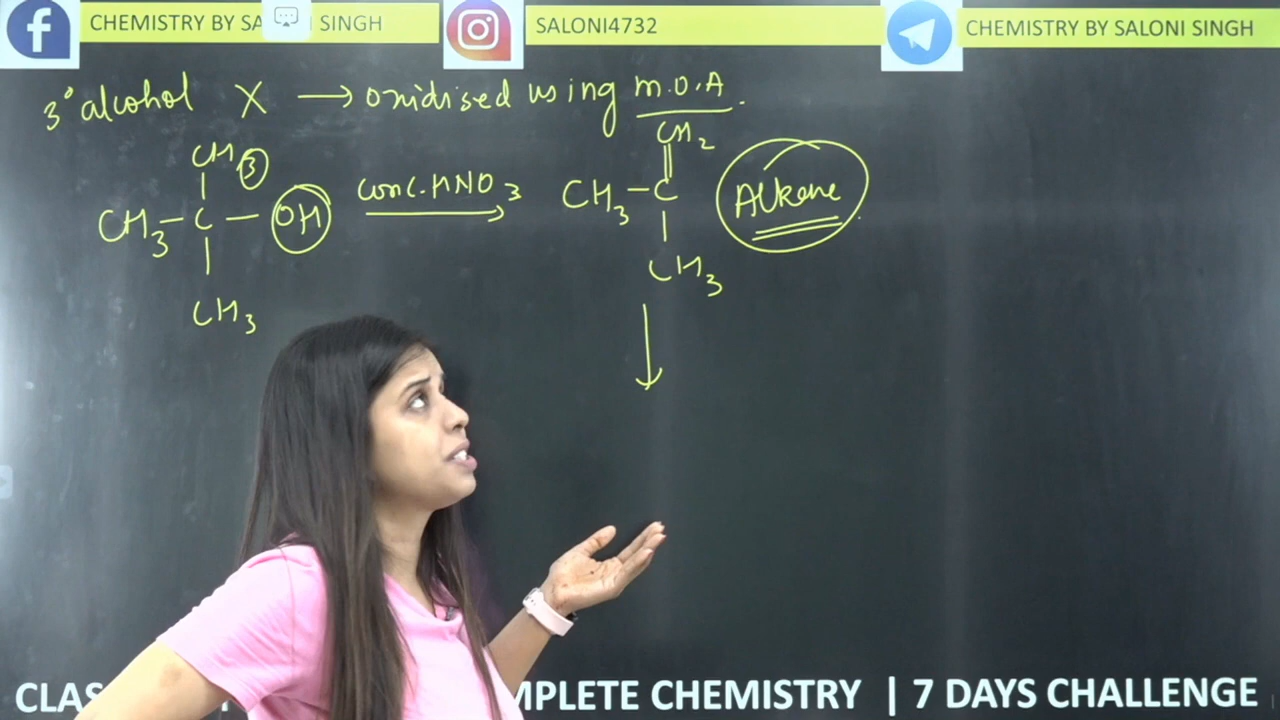 CHEMISTRY BY SA SINGH
SALONI4732
CHEMISTRY BY SALONI SINGH
3° alcohol X → oxidised using M.O.A.
CH3
CH3-C-OH
CH3
conc. HNO3
CH2
CH3-C
CH3
Alkene
CLAS MPLETE CHEMISTRY | 7 DAYS CHALLENGE